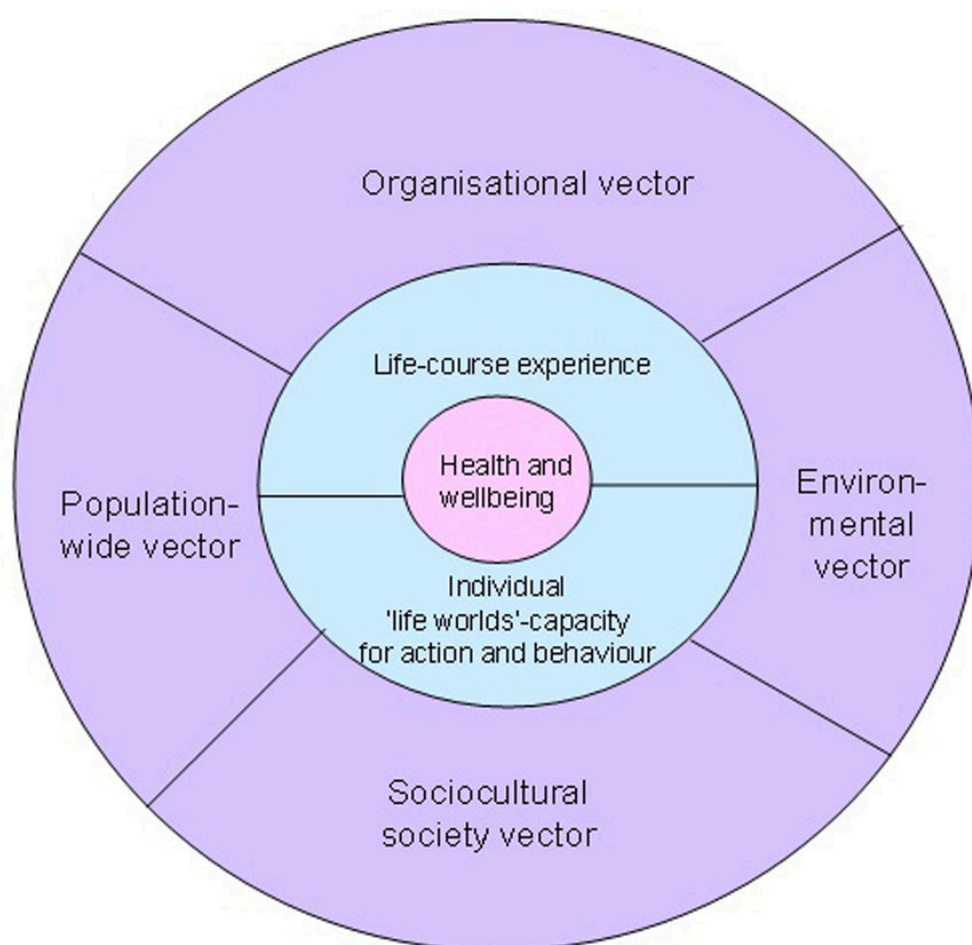 Organisational vector
Life-course experience
Health and
wellbeing
Population-
wide vector
Environ-
mental
vector
Individual
'life worlds'-capacity
for action and behaviour
Sociocultural
society vector